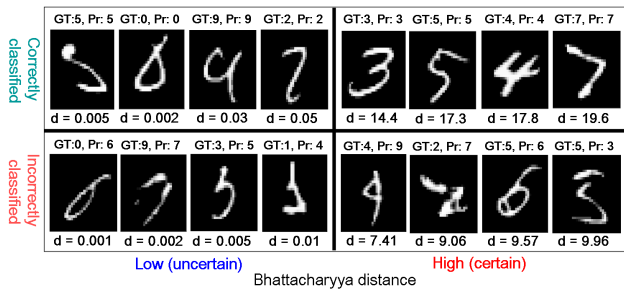 GT:5, Pr: 5 GT:0, Pr: 0 GT:9, Pr: 9 GT:2, Pr: 2 GT:3, Pr: 3 GT:5, Pr: 5 GT:4, Pr: 4 GT:7, Pr: 7
Correctly
classified
d = 0.005 d = 0.002 d = 0.03 d = 0.05 d = 14.4 d = 17.3 d = 17.8 d = 19.6
GT:0, Pr: 6 GT:9, Pr: 7 GT:3, Pr: 5 GT:1, Pr: 4 GT:4, Pr: 9 GT:2, Pr: 7 GT:5, Pr: 6 GT:5, Pr: 3
Incorrectly
classified
d = 0.001 d = 0.002 d = 0.005 d = 0.01 d = 7.41 d = 9.06 d = 9.57 d = 9.96
Low (uncertain) High (certain)
Bhattacharyya distance